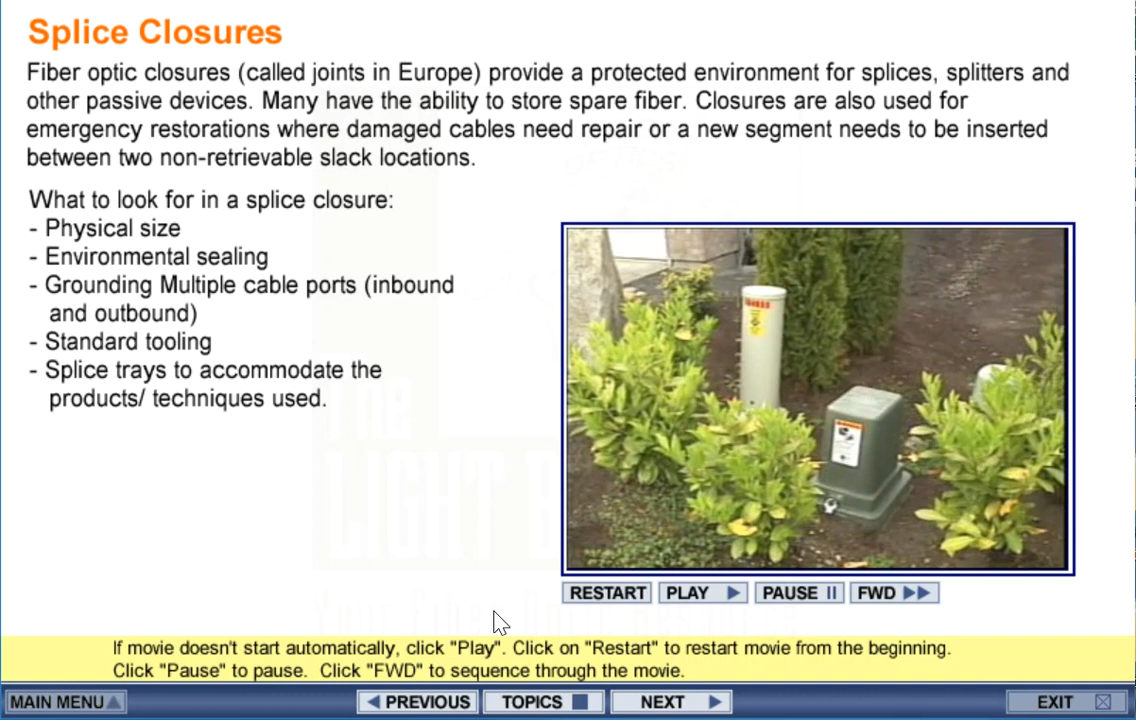 Splice Closures
Fiber optic closures (called joints in Europe) provide a protected environment for splices, splitters and
other passive devices. Many have the ability to store spare fiber. Closures are also used for
emergency restorations where damaged cables need repair or a new segment needs to be inserted
between two non-retrievable slack locations.
What to look for in a splice closure:
- Physical size
- Environmental sealing
- Grounding Multiple cable ports (inbound
and outbound)
- Standard tooling
- Splice trays to accommodate the
products/ techniques used.
RESTART PLAY PAUSE FWD
If movie doesn't start automatically, click "Play". Click on "Restart" to restart movie from the beginning.
Click "Pause" to pause. Click "FWD" to sequence through the movie.
MAIN MENU PREVIOUS TOPICS NEXT EXIT